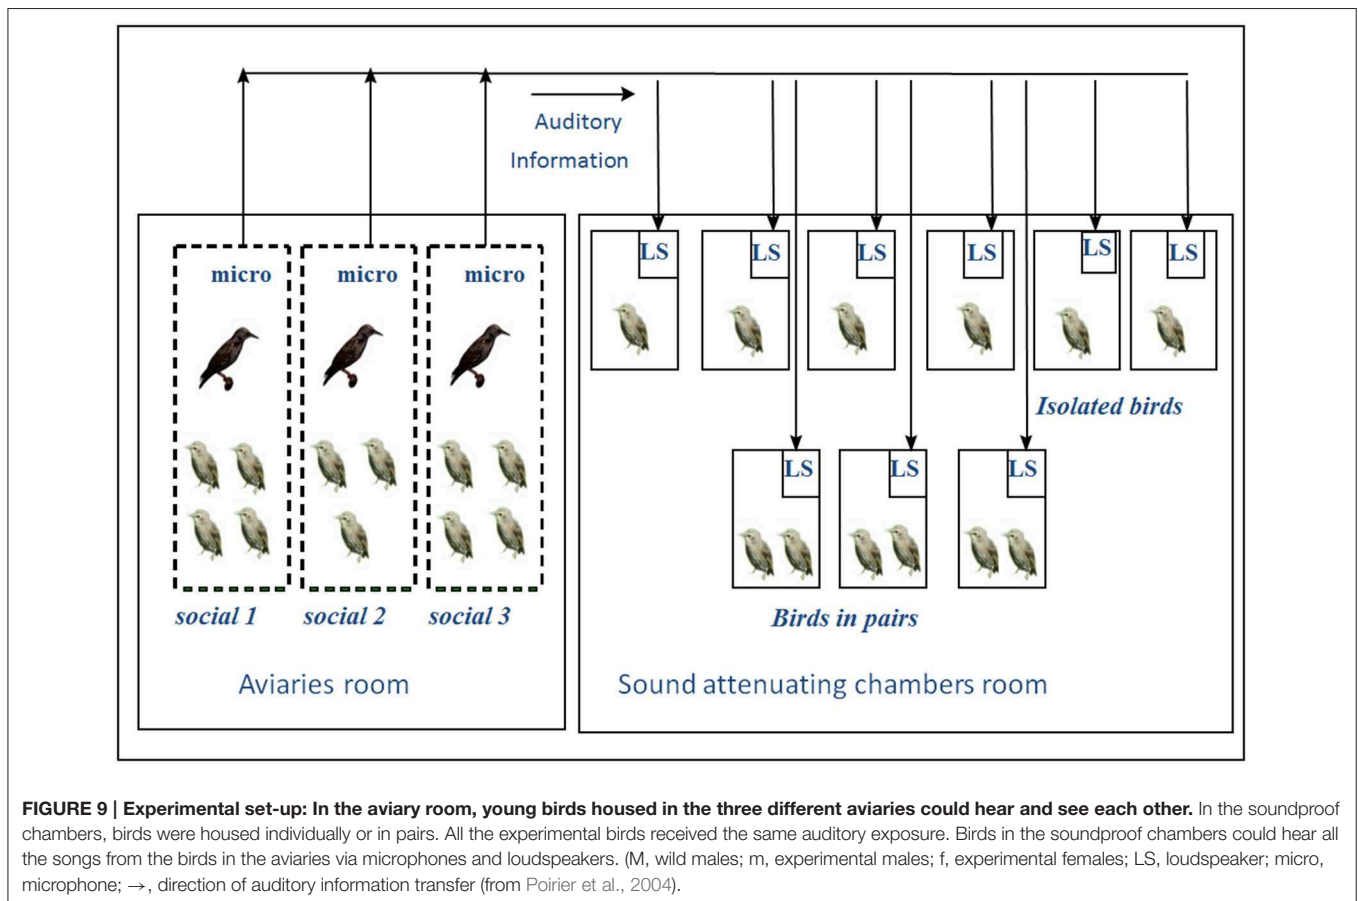 Auditory
Information
micro micro micro
LS LS LS LS LS LS
Isolated birds
LS LS LS
social 1 social 2 social 3
Birds in pairs
Aviaries room
Sound attenuating chambers room
FIGURE 9 | Experimental set-up: In the aviary room, young birds housed in the three different aviaries could hear and see each other. In the soundproof
chambers, birds were housed individually or in pairs. All the experimental birds received the same auditory exposure. Birds in the soundproof chambers could hear all
the songs from the birds in the aviaries via microphones and loudspeakers. (M, wild males; m, experimental males; f, experimental females; LS, loudspeaker; micro,
microphone; →, direction of auditory information transfer (from Poirier et al., 2004).